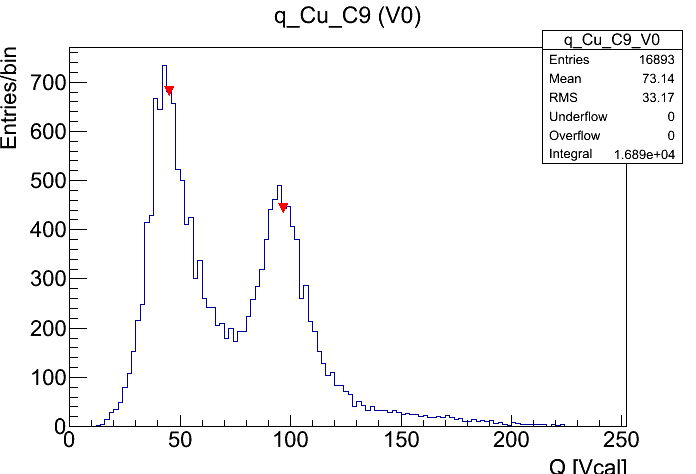 q_Cu_C9 (V0)
q_Cu_C9_V0
Entries 16893
Mean 73.14
RMS 33.17
Underflow 0
Overflow 0
Integral 1.689e+04
Entries/bin
700
600
500
400
300
200
100
0
0 50 100 150 200 250
Q [Vcal]